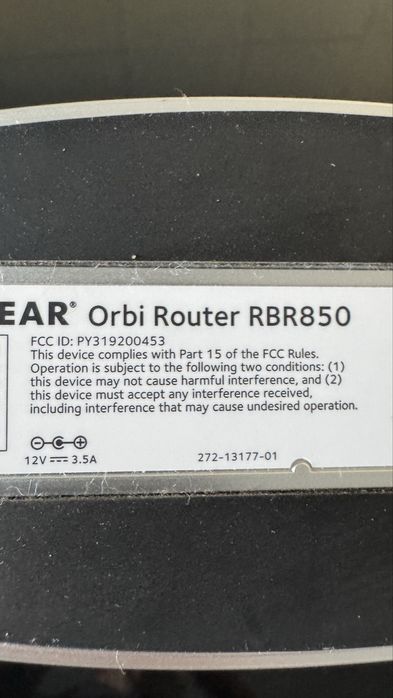 EAR® Orbi Router RBR850
FCC ID: PY319200453
This device complies with Part 15 of the FCC Rules.
Operation is subject to the following two conditions: (1)
this device may not cause harmful interference, and (2)
this device must accept any interference received,
including interference that may cause undesired operation.
12V ⎓ 3.5A
272-13177-01